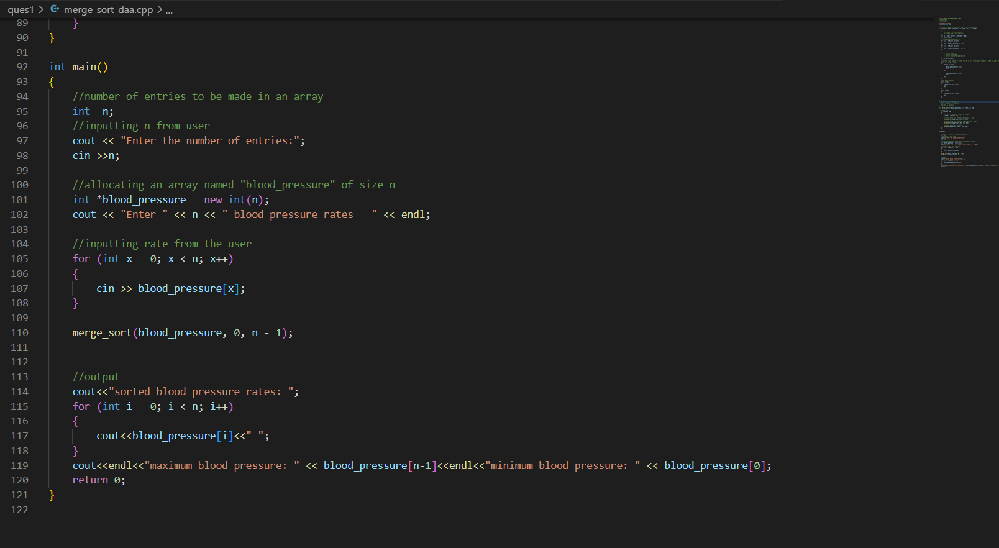 ques1 > merge_sort_daa.cpp > ...
89     }
90 }
91
92 int main()
93 {
94     //number of entries to be made in an array
95     int  n;
96     //inputting n from user
97     cout << "Enter the number of entries:";
98     cin >>n;
99
100     //allocating an array named "blood_pressure" of size n
101     int *blood_pressure = new int(n);
102     cout << "Enter " << n << " blood pressure rates = " << endl;
103
104     //inputting rate from the user
105     for (int x = 0; x < n; x++)
106     {
107         cin >> blood_pressure[x];
108     }
109
110     merge_sort(blood_pressure, 0, n - 1);
111
112
113     //output
114     cout<<"sorted blood pressure rates: ";
115     for (int i = 0; i < n; i++)
116     {
117         cout<<blood_pressure[i]<<" ";
118     }
119     cout<<endl<<"maximum blood pressure: " << blood_pressure[n-1]<<endl<<"minimum blood pressure: " << blood_pressure[0];
120     return 0;
121 }
122